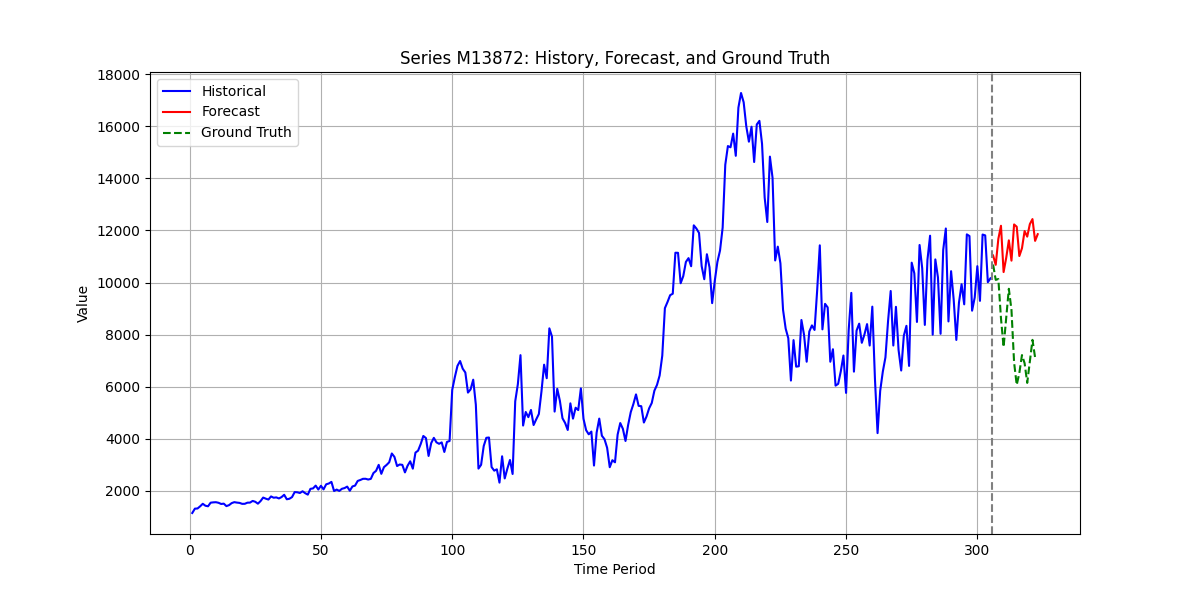 Series M13872: History, Forecast, and Ground Truth
Historical
Forecast
Ground Truth
18000
16000
14000
12000
10000
8000
6000
4000
2000
Value
0 50 100 150 200 250 300
Time Period